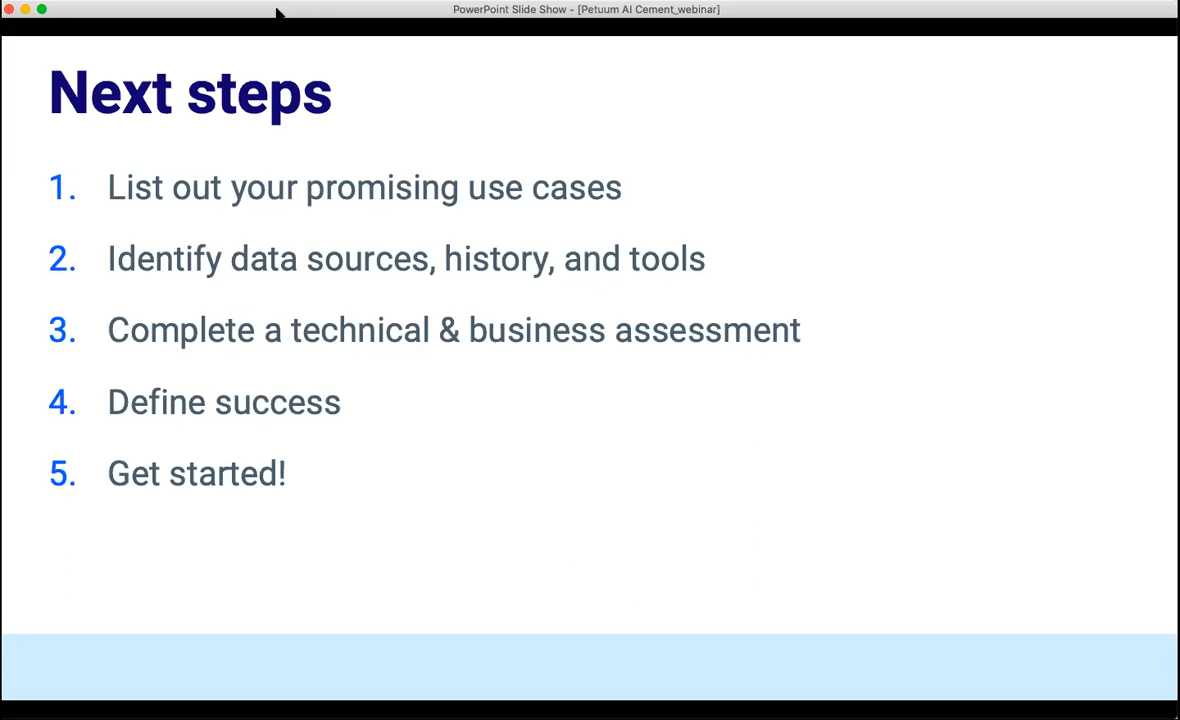 PowerPoint Slide Show - [Petuum AI Cement_webinar]
Next steps
1. List out your promising use cases
2. Identify data sources, history, and tools
3. Complete a technical & business assessment
4. Define success
5. Get started!